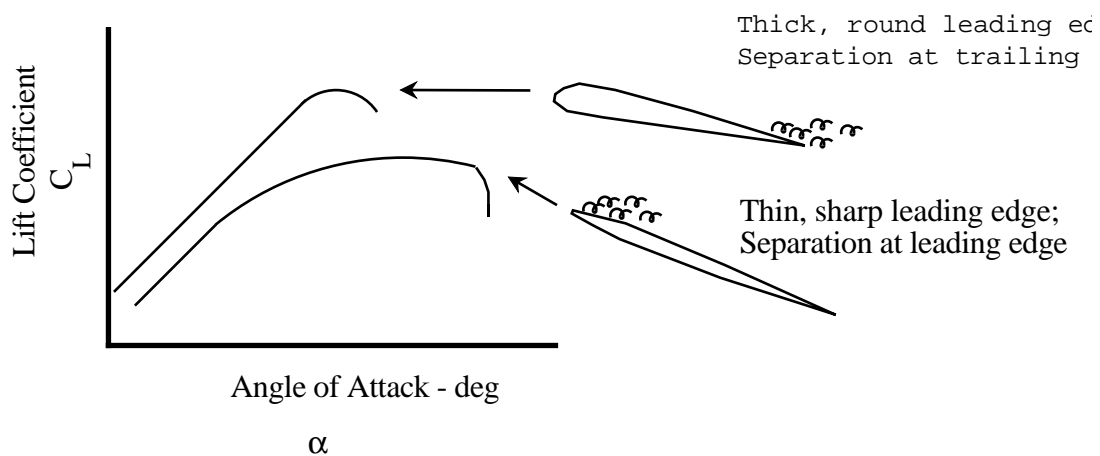 Thick, round leading
Separation at trailing
Lift Coefficient
C_L
Thin, sharp leading edge;
Separation at leading edge
Angle of Attack - deg
α